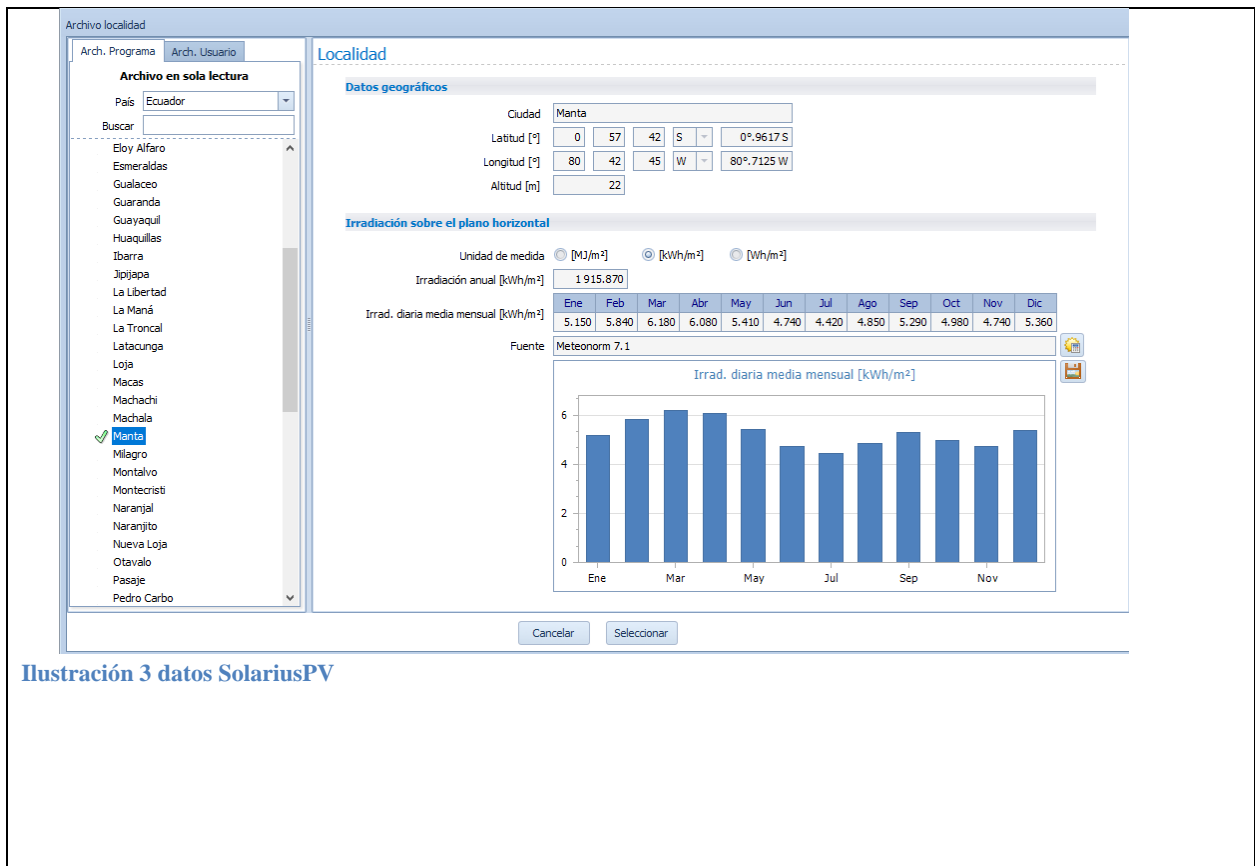 Archivo localidad
Arch. Programa Arch. Usuario
Archivo en sola lectura
País Ecuador
Buscar
Eloy Alfaro
Esmeraldas
Gualaceo
Guaranda
Guayaquil
Huaquillas
Ibarra
Jipijapa
La Libertad
La Maná
La Troncal
Latacunga
Loja
Macas
Machachi
Machala
Manta
Milagro
Montalvo
Montecristi
Naranjal
Naranjito
Nueva Loja
Otavalo
Pasaje
Pedro Carbo
Localidad
Datos geográficos
Ciudad Manta
Latitud [º] 0 57 42 S 0º.9617 S
Longitud [º] 80 42 45 W 80º.7125 W
Altitud [m] 22
Irradiación sobre el plano horizontal
Unidad de medida [MJ/m²] [kWh/m²] [Wh/m²]
Irradiación anual [kWh/m²] 1 915.870
Ene Feb Mar Abr May Jun Jul Ago Sep Oct Nov Dic
Irrad. diaria media mensual [kWh/m²]
5.150 5.840 6.180 6.080 5.410 4.740 4.420 4.850 5.290 4.980 4.740 5.360
Fuente Meteonorm 7.1
Irrad. diaria media mensual [kWh/m²]
6
4
2
0
Ene Mar May Jul Sep Nov
Cancelar Seleccionar
Ilustración 3 datos SolariusPV